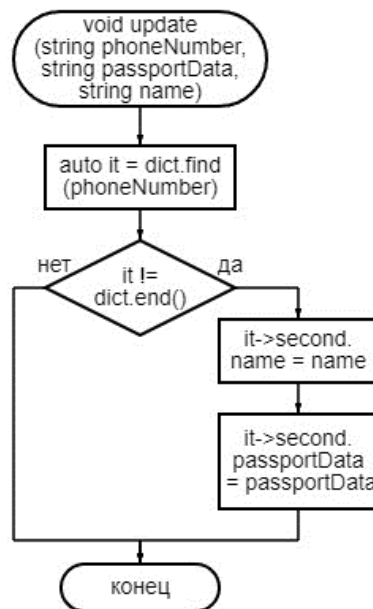 void update
(string phoneNumber,
string passportData,
string name)
auto it = dict.find
(phoneNumber)
нет
да
it !=
dict.end()
it->second.
name = name
it->second.
passportData
= passportData
конец